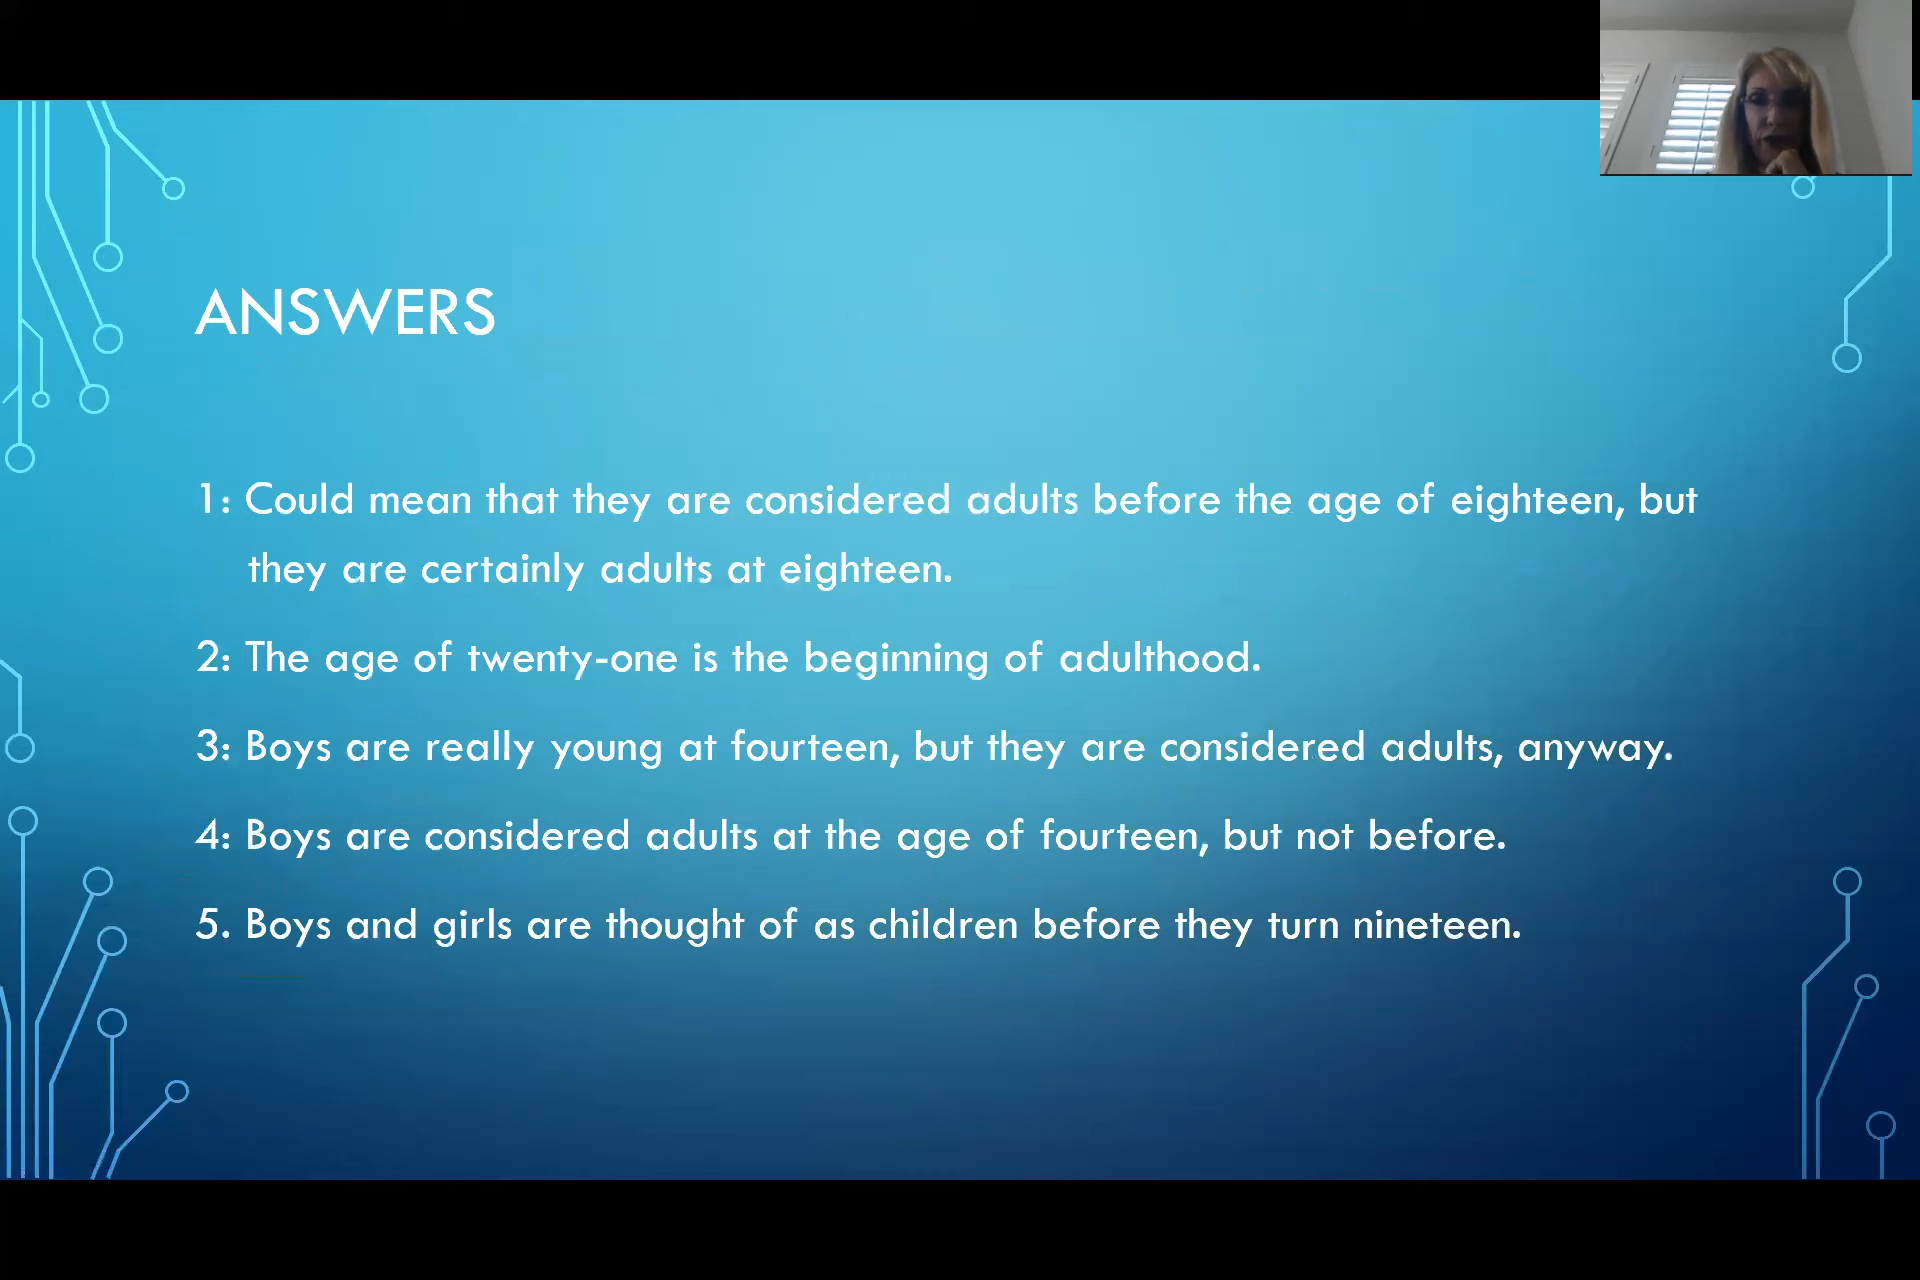 ANSWERS
1: Could mean that they are considered adults before the age of eighteen, but
they are certainly adults at eighteen.
2: The age of twenty-one is the beginning of adulthood.
3: Boys are really young at fourteen, but they are considered adults, anyway.
4: Boys are considered adults at the age of fourteen, but not before.
5. Boys and girls are thought of as children before they turn nineteen.